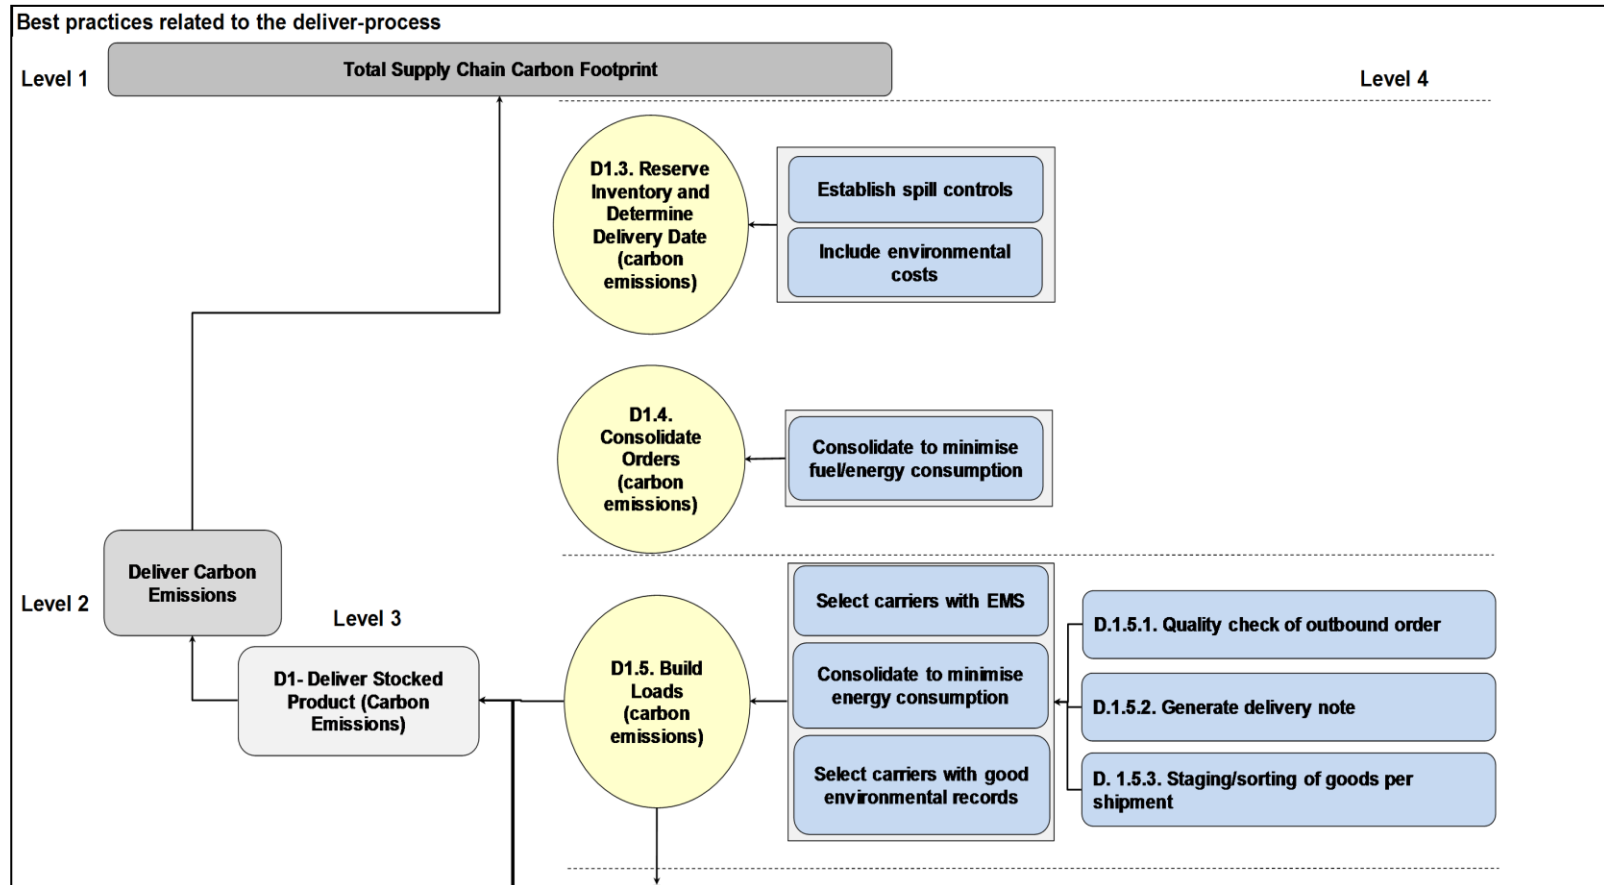 Best practices related to the deliver-process
Level 1
Total Supply Chain Carbon Footprint
Level 4
D1.3. Reserve
Inventory and
Determine
Delivery Date
(carbon
emissions)
Establish spill controls
Include environmental
costs
D1.4.
Consolidate
Orders
(carbon
emissions)
Consolidate to minimise
fuel/energy consumption
Deliver Carbon
Emissions
Level 2
Level 3
D1- Deliver Stocked
Product (Carbon
Emissions)
D1.5. Build
Loads
(carbon
emissions)
Select carriers with EMS
Consolidate to minimise
energy consumption
Select carriers with good
environmental records
D.1.5.1. Quality check of outbound order
D.1.5.2. Generate delivery note
D. 1.5.3. Staging/sorting of goods per
shipment